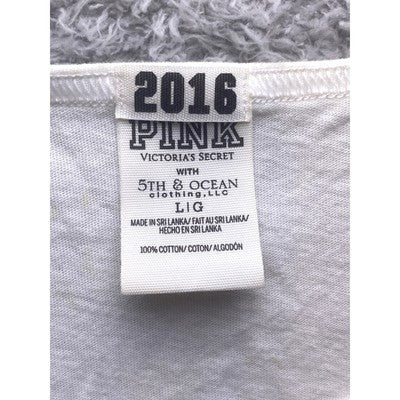 2016
PINK
VICTORIA'S SECRET
WITH
5TH & OCEAN
clothing, LLC
L|G
MADE IN SRI LANKA/ FAIT AU SRI LANKA/
HECHO EN SRI LANKA
100% COTTON/ COTON/ ALGODÓN